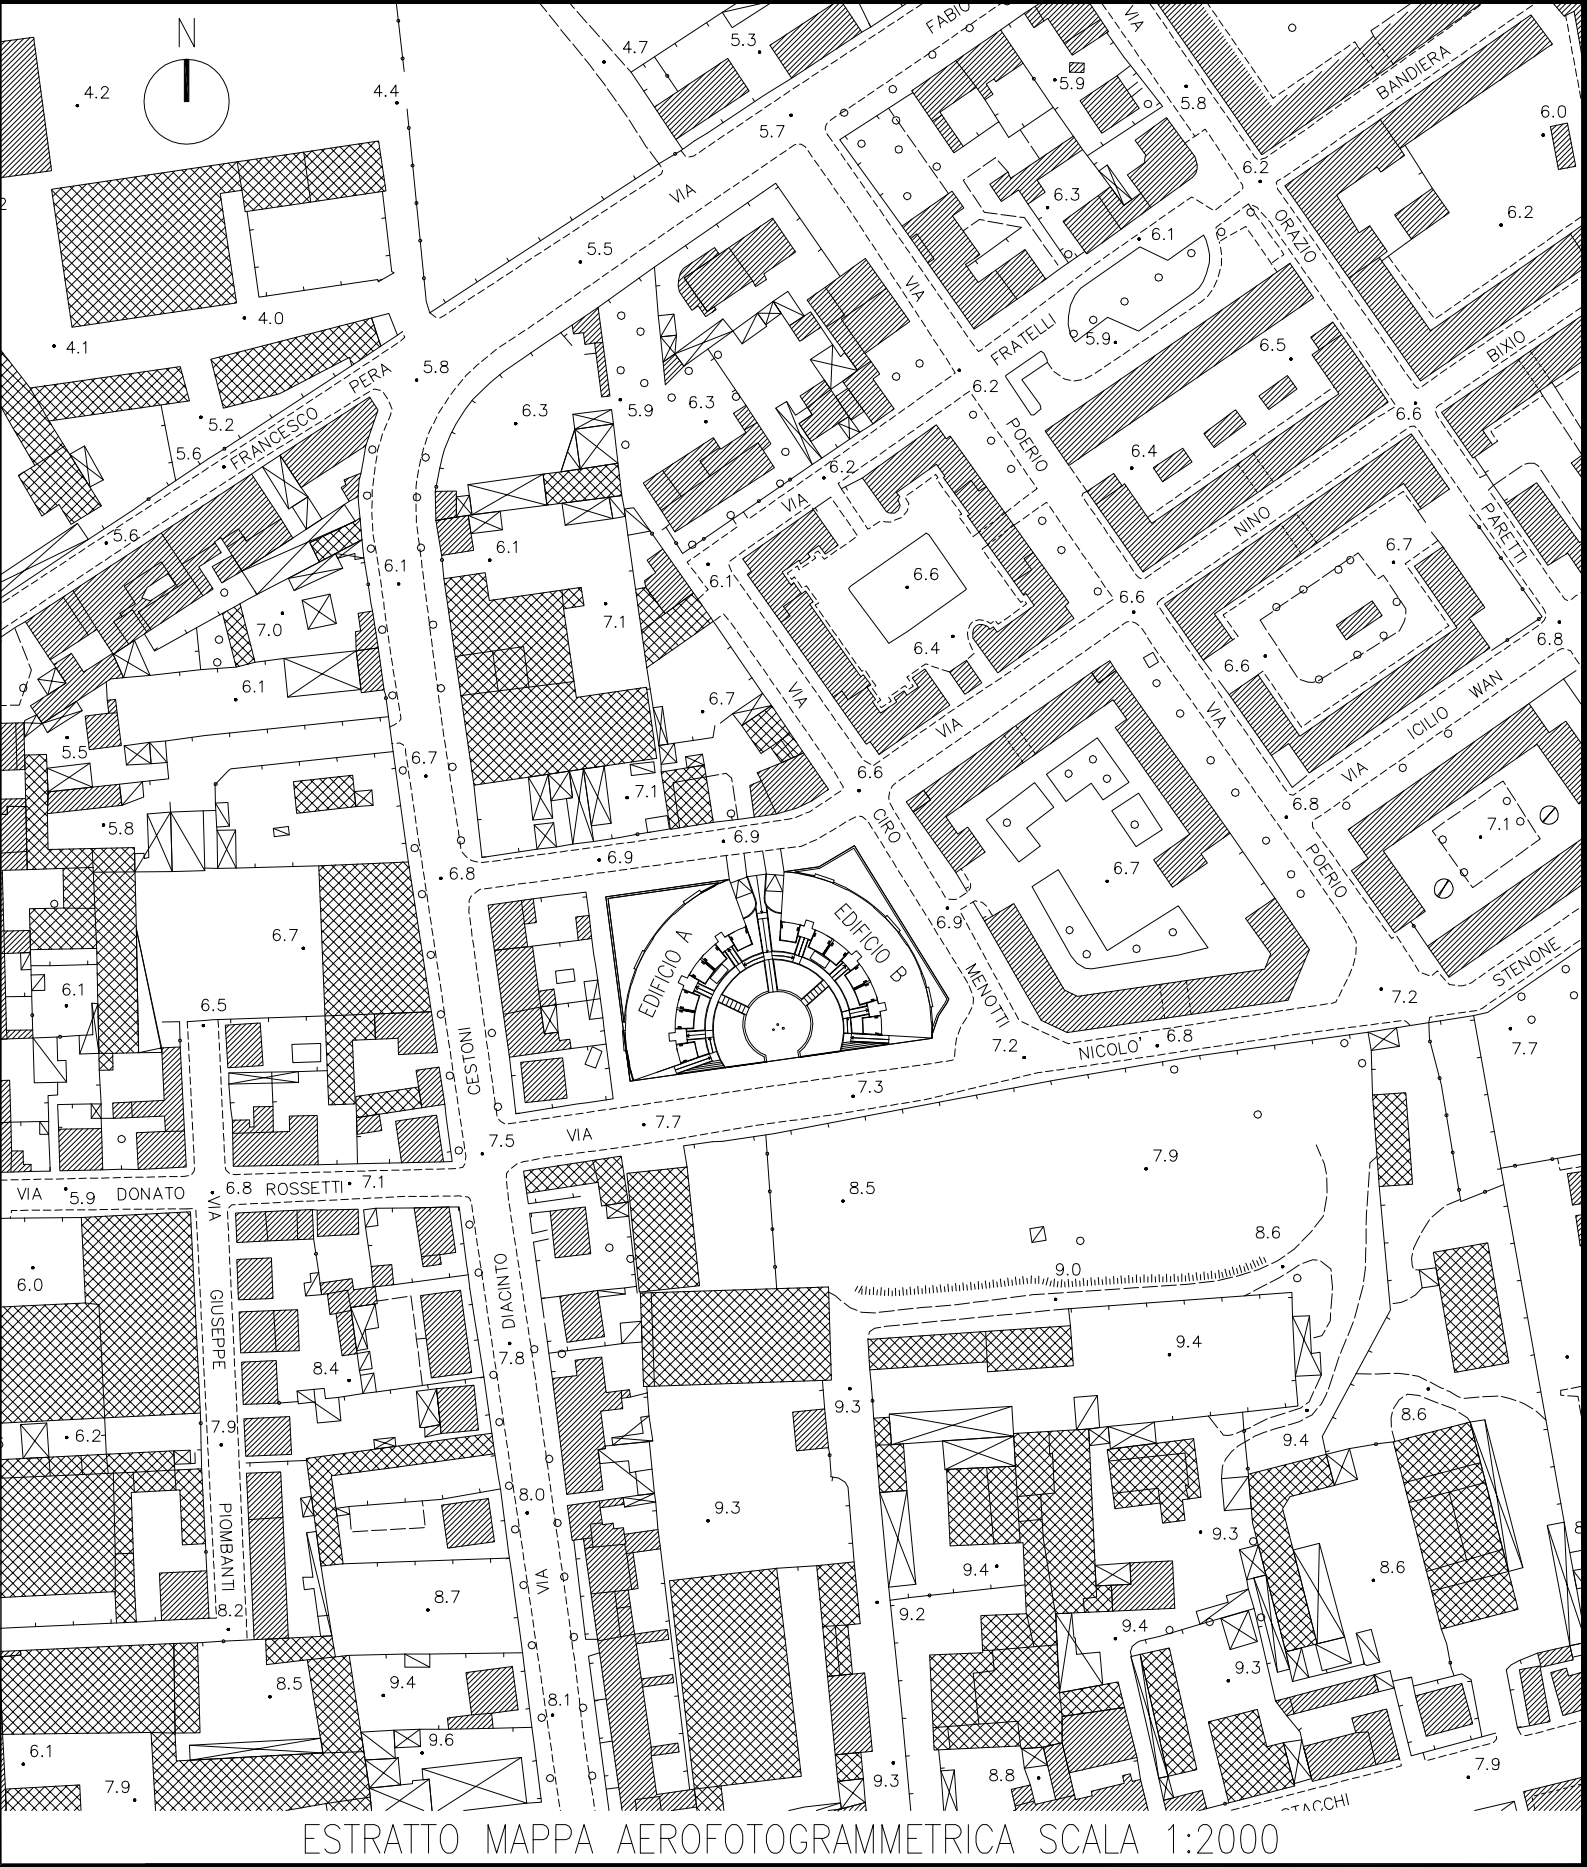 N
FABIO
VIA
5.3
4.7
BANDIERA
4.2
4.4
5.9
5.8
6.0
5.7
6.2
VIA
6.3
6.2
ORAZIO
6.1
5.5
VIA
4.0
FRATELLI
5.9
6.5
BIXIO
4.1
5.8
PERA
6.2
5.2
FRANCESCO
6.3
5.9
6.3
6.6
POERIO
5.6
6.4
6.2
VIA
NINO
PARETTI
5.6
6.1
6.1
6.1
6.6
6.7
7.0
7.1
6.6
6.4
6.8
6.6
6.1
6.7
VIA
VIA
VIA
WAN
ICILIO
5.5
6.7
6.6
VIA
7.1
6.8
5.8
CIRO
7.1
6.9
6.9
POERIO
6.8
6.7
EDIFICIO A
EDIFICIO B
6.9
6.7
MENOTTI
STENONE
6.1
6.5
7.2
CESTONI
7.2
NICOLO'
6.8
7.7
7.3
7.7
VIA
7.5
7.9
VIA
5.9
DONATO
VIA
6.8
ROSSETTI
7.1
8.5
8.6
6.0
9.0
GIUSEPPE
DIACINTO
8.4
7.8
9.4
9.3
8.6
6.2
7.9
9.4
8.0
9.3
PIOMBANTI
9.3
VIA
9.4
8.6
8.2
8.7
9.2
9.4
9.3
8.5
9.4
8.1
6.1
9.6
7.9
9.3
8.8
7.9
ESTRATTO MAPPA AEROFOTOGRAMMETRICA SCALA 1:2000